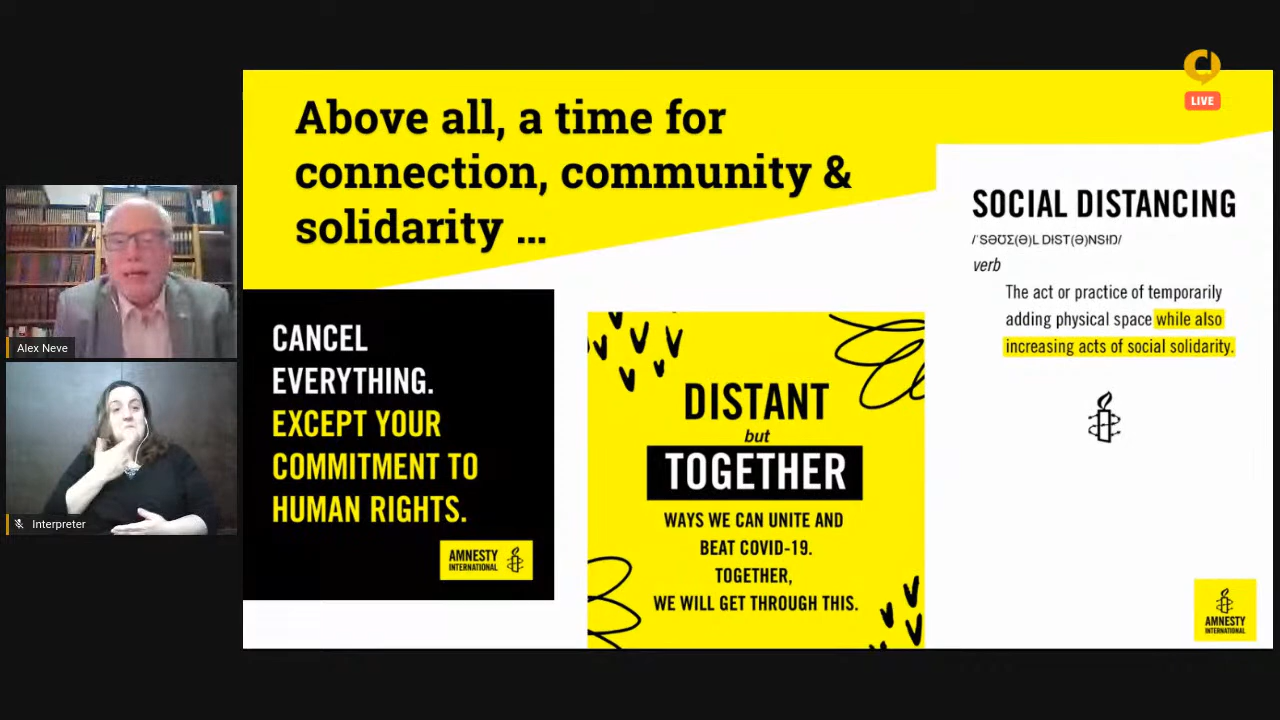 LIVE
Above all, a time for
connection, community &
solidarity ...
Alex Neve
Interpreter
CANCEL
EVERYTHING.
EXCEPT YOUR
COMMITMENT TO
HUMAN RIGHTS.
AMNESTY
INTERNATIONAL
DISTANT
but
TOGETHER
WAYS WE CAN UNITE AND
BEAT COVID-19.
TOGETHER,
WE WILL GET THROUGH THIS.
SOCIAL DISTANCING
/ˈSƏƱΣ(Ə)L DIST(Ə)NSIŊ/
verb
The act or practice of temporarily
adding physical space while also
increasing acts of social solidarity.
AMNESTY
INTERNATIONAL